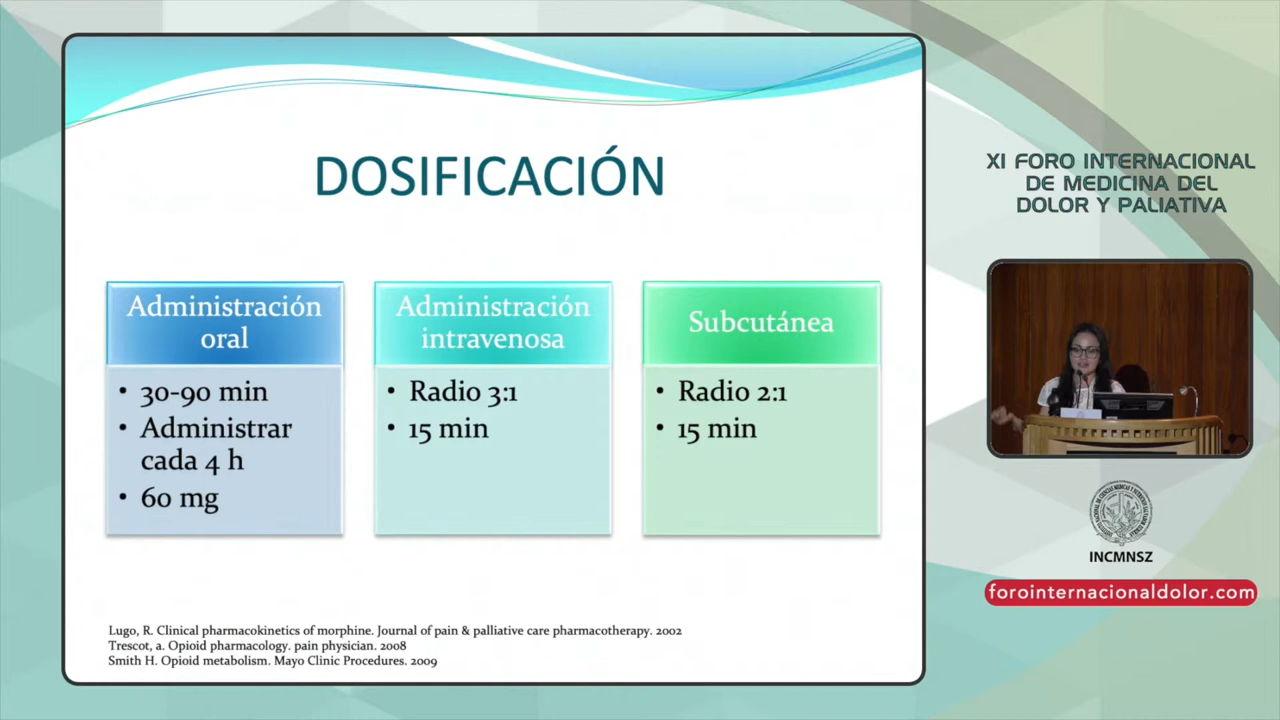 DOSIFICACIÓN
Administración
oral
• 30-90 min
• Administrar
cada 4 h
• 60 mg
Administración
intravenosa
• Radio 3:1
• 15 min
Subcutánea
• Radio 2:1
• 15 min
Lugo, R. Clinical pharmacokinetics of morphine. Journal of pain & palliative care pharmacotherapy. 2002
Trescot, a. Opioid pharmacology. pain physician. 2008
Smith H. Opioid metabolism. Mayo Clinic Procedures. 2009
XI FORO INTERNACIONAL
DE MEDICINA DEL
DOLOR Y PALIATIVA
INCMNSZ
forointernacionaldolor.com